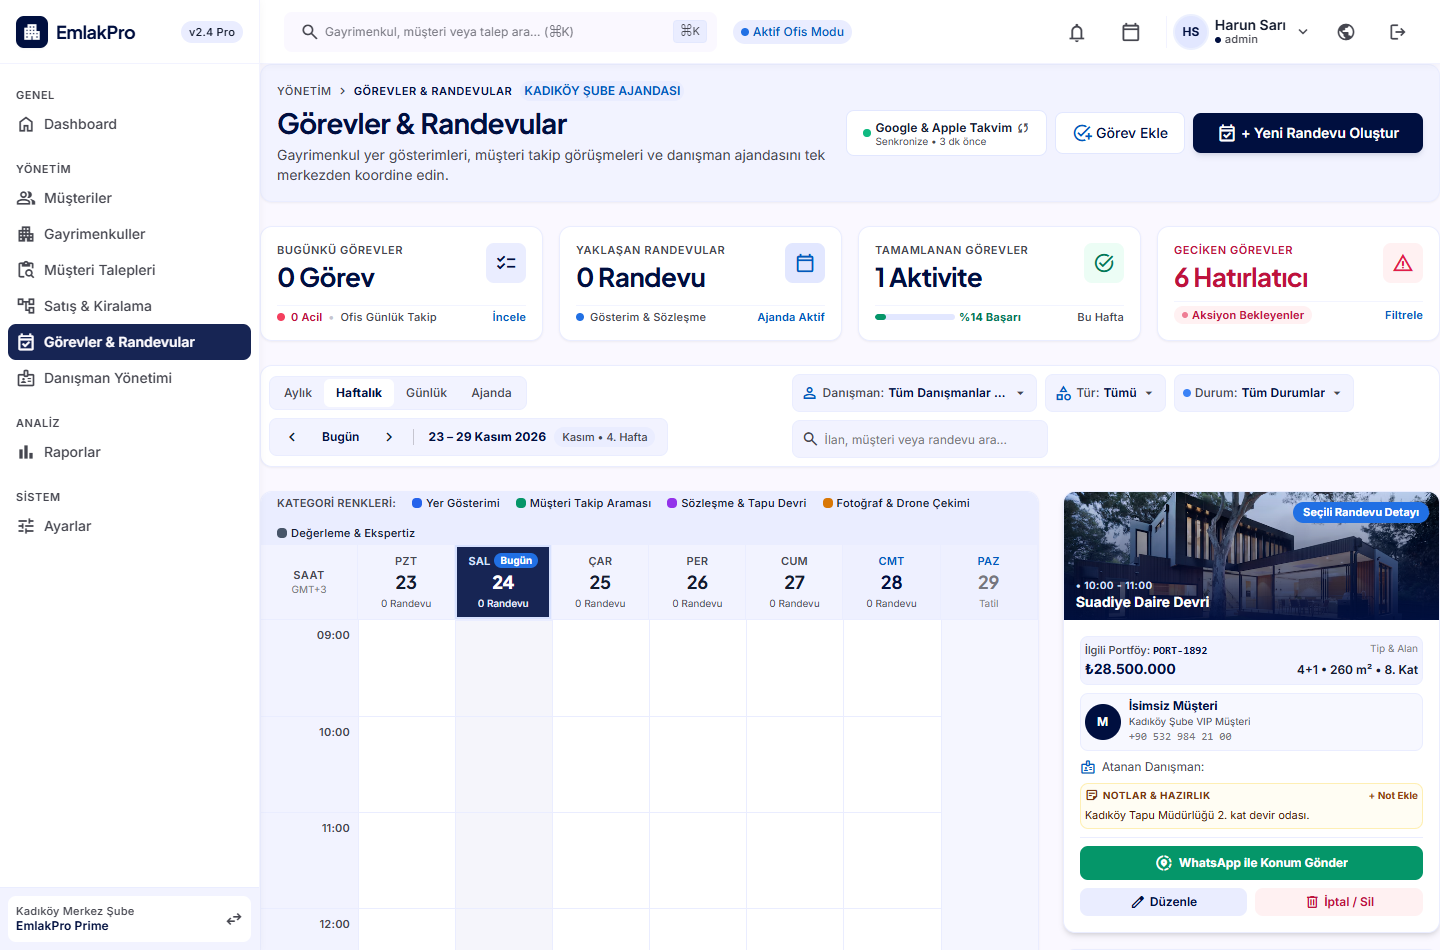 EmlakPro
v2.4 Pro
Gayrimenkul, müşteri veya talep ara... (⌘K)
⌘K
Aktif Ofis Modu
HS
Harun Sarı
admin
GENEL
Dashboard
YÖNETİM
Müşteriler
Gayrimenkuller
Müşteri Talepleri
Satış & Kiralama
Görevler & Randevular
Danışman Yönetimi
ANALİZ
Raporlar
SİSTEM
Ayarlar
Kadıköy Merkez Şube
EmlakPro Prime
YÖNETİM > GÖREVLER & RANDEVULAR KADIKÖY ŞUBE AJANDASI
Görevler & Randevular
Gayrimenkul yer gösterimleri, müşteri takip görüşmeleri ve danışman ajandasını tek
merkezden koordine edin.
Google & Apple Takvim
Senkronize • 3 dk önce
Görev Ekle
+ Yeni Randevu Oluştur
BUGÜNKÜ GÖREVLER
0 Görev
0 Acil • Ofis Günlük Takip
İncele
YAKLAŞAN RANDEVULAR
0 Randevu
Gösterim & Sözleşme
Ajanda Aktif
TAMAMLANAN GÖREVLER
1 Aktivite
%14 Başarı
Bu Hafta
GECİKEN GÖREVLER
6 Hatırlatıcı
Aksiyon Bekleyenler
Filtrele
Aylık
Haftalık
Günlük
Ajanda
Bugün
23 – 29 Kasım 2026
Kasım • 4. Hafta
Danışman: Tüm Danışmanlar ...
Tür: Tümü
Durum: Tüm Durumlar
İlan, müşteri veya randevu ara...
KATEGORİ RENKLERİ:
Yer Gösterimi
Müşteri Takip Araması
Sözleşme & Tapu Devri
Fotoğraf & Drone Çekimi
Değerleme & Ekspertiz
SAAT
GMT+3
PZT
23
0 Randevu
SAL Bugün
24
0 Randevu
ÇAR
25
0 Randevu
PER
26
0 Randevu
CUM
27
0 Randevu
CMT
28
0 Randevu
PAZ
29
Tatil
09:00
10:00
11:00
12:00
Seçili Randevu Detayı
• 10:00 - 11:00
Suadiye Daire Devri
İlgili Portföy: PORT-1892
Tip & Alan
₺28.500.000
4+1 • 260 m² • 8. Kat
M
İsimsiz Müşteri
Kadıköy Şube VIP Müşteri
+90 532 984 21 00
Atanan Danışman:
NOTLAR & HAZIRLIK
+ Not Ekle
Kadıköy Tapu Müdürlüğü 2. kat devir odası.
WhatsApp ile Konum Gönder
Düzenle
İptal / Sil